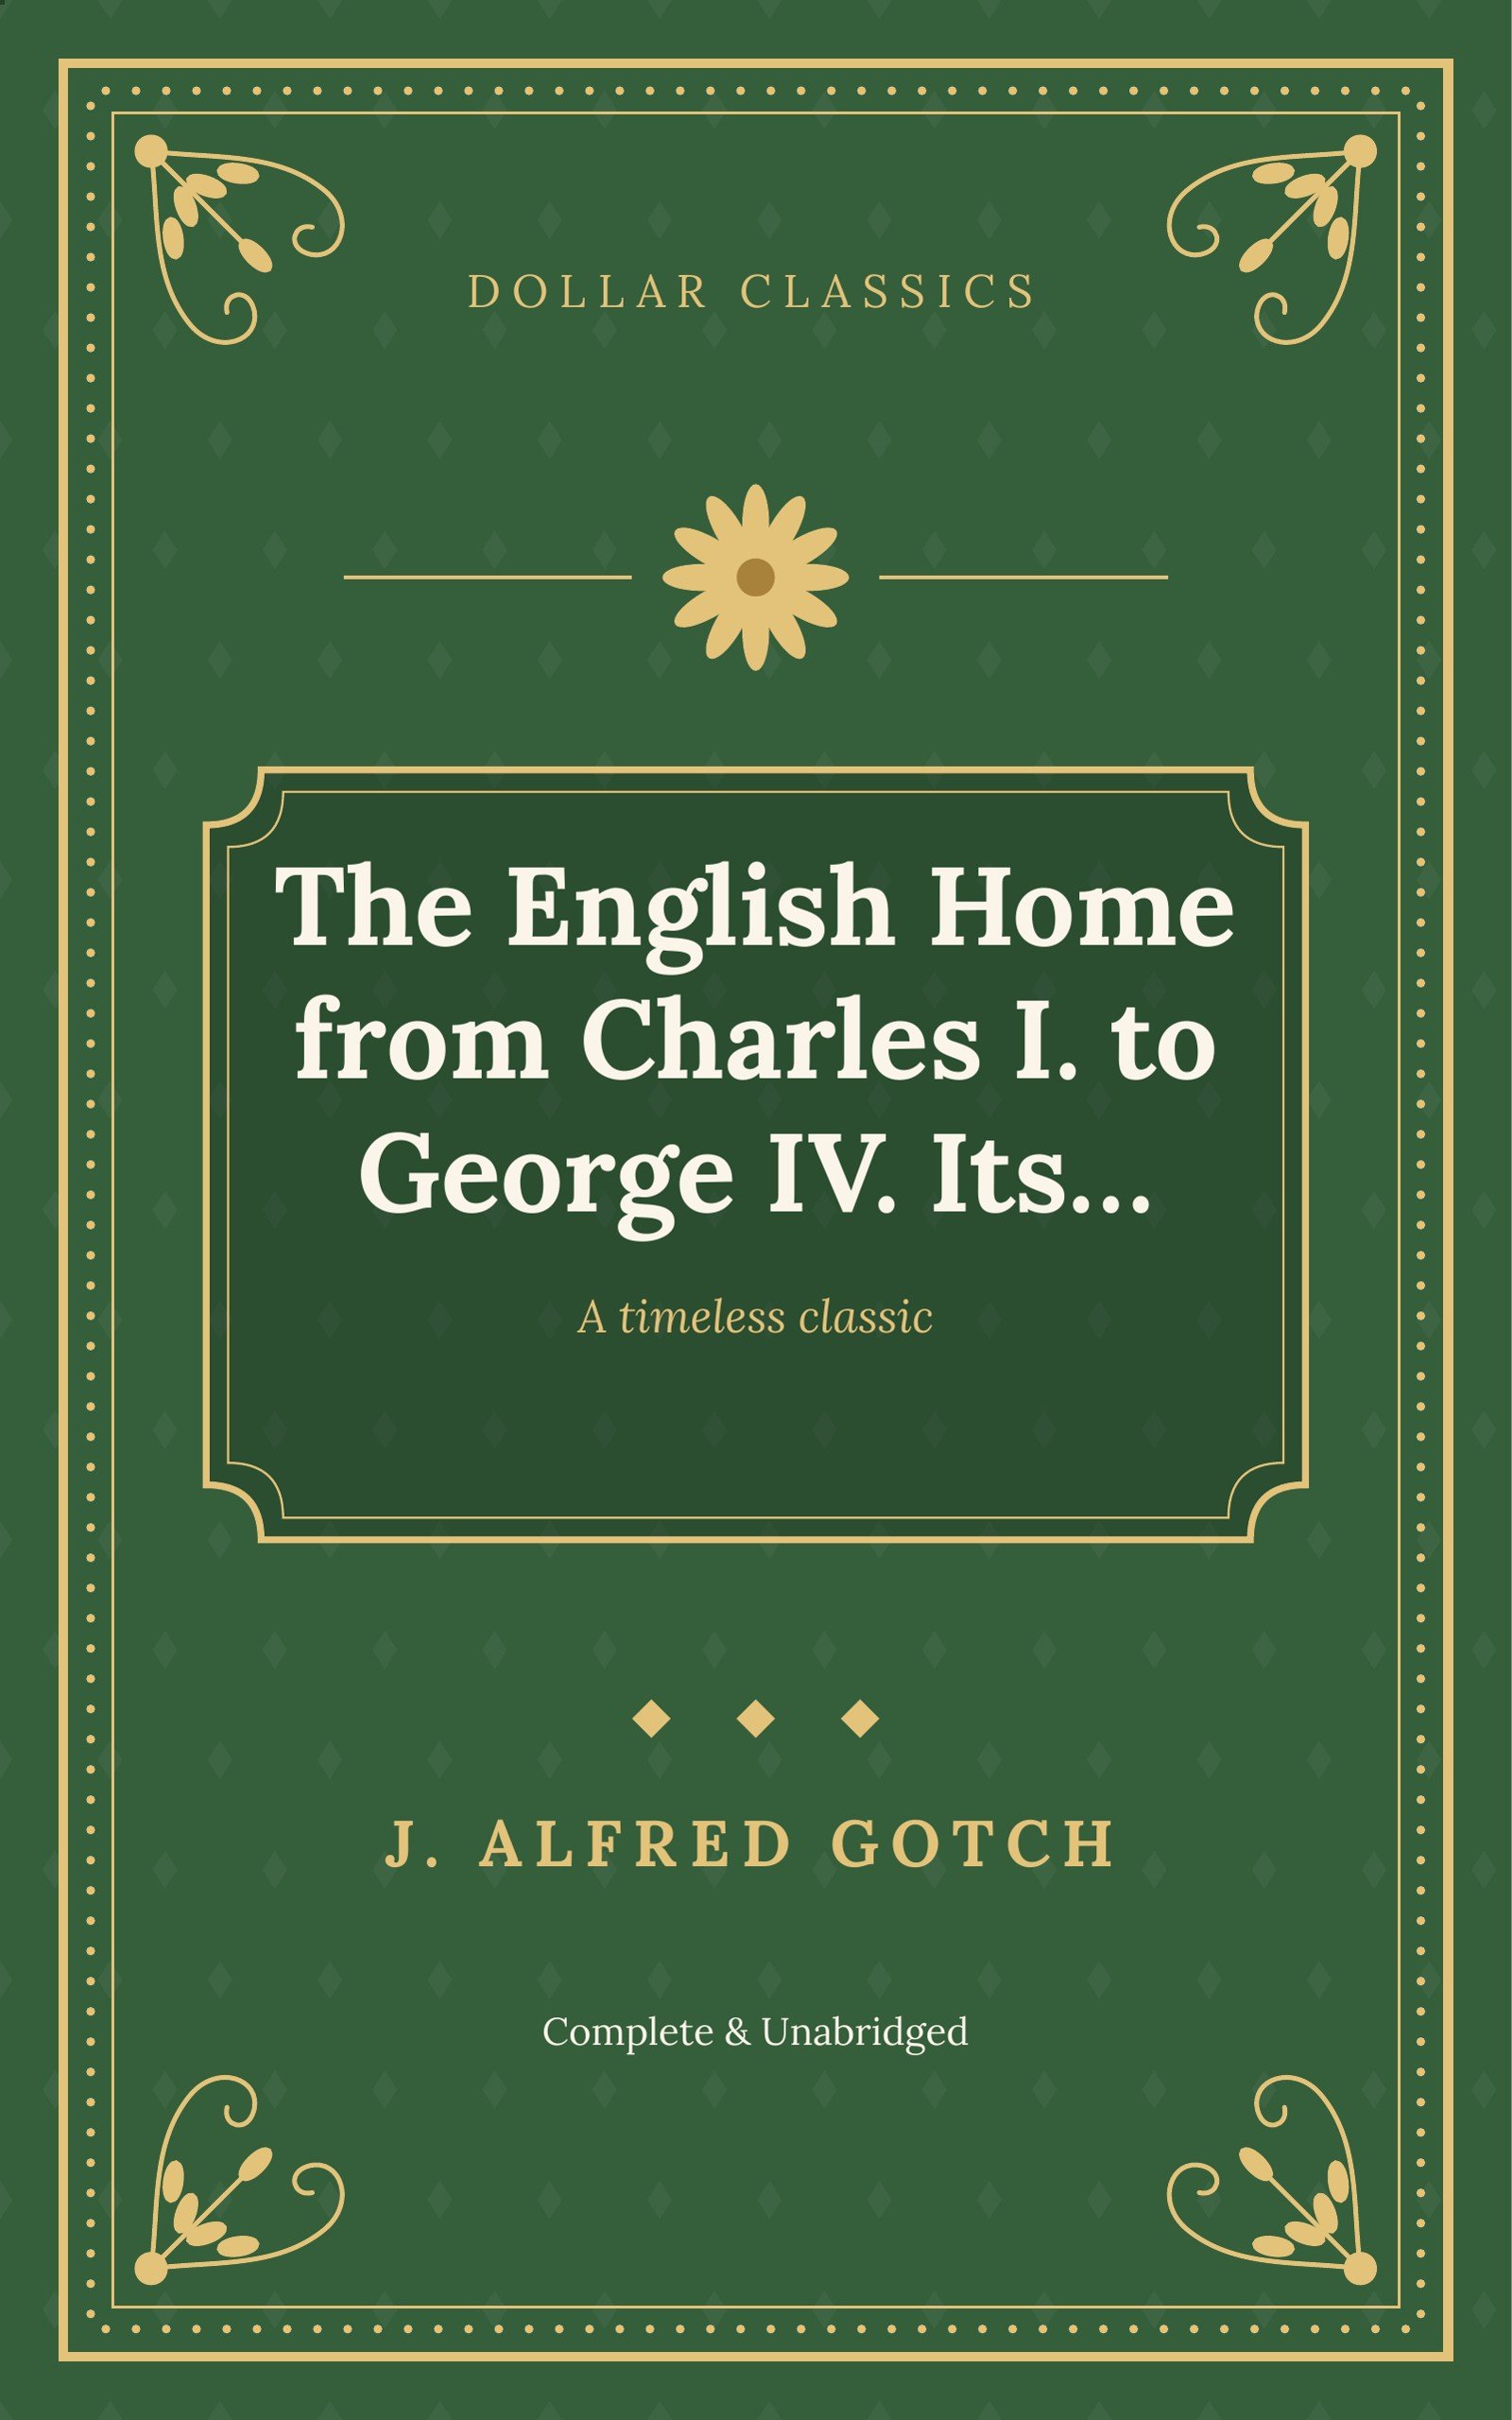 DOLLAR CLASSICS
The English Home
from Charles I. to
George IV. Its...
A timeless classic
J. ALFRED GOTCH
Complete & Unabridged